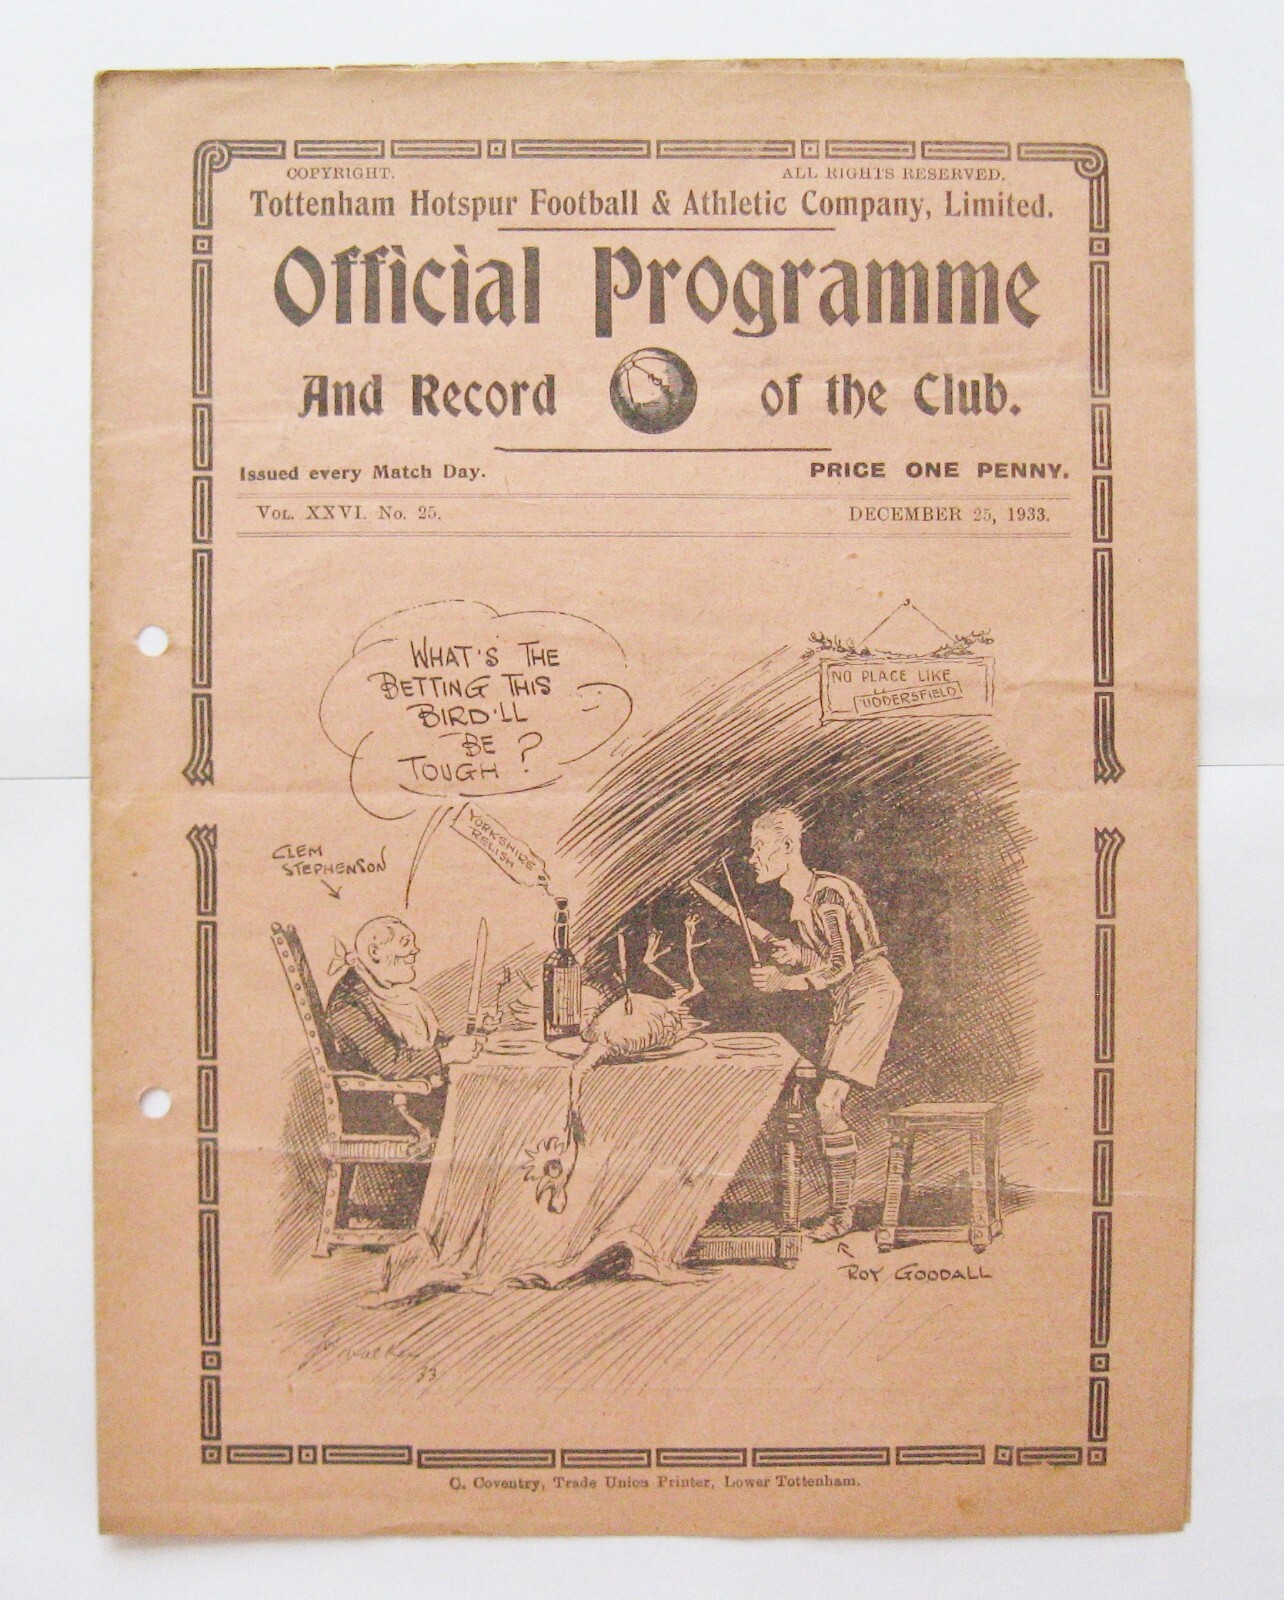 COPYRIGHT. ALL RIGHTS RESERVED.
Tottenham Hotspur Football & Athletic Company, Limited.
Official Programme
And Record of the Club.
Issued every Match Day. PRICE ONE PENNY.
VOL. XXVI. No. 25. DECEMBER 25, 1933.
WHAT'S THE
BETTING THIS
BIRD'LL
BE
TOUGH ?
NO PLACE LIKE
'UDDERSFIELD
YORKSHIRE
RELISH
CLEM
STEPHENSON
ROY GOODALL
33
C. Coventry, Trade Union Printer, Lower Tottenham.